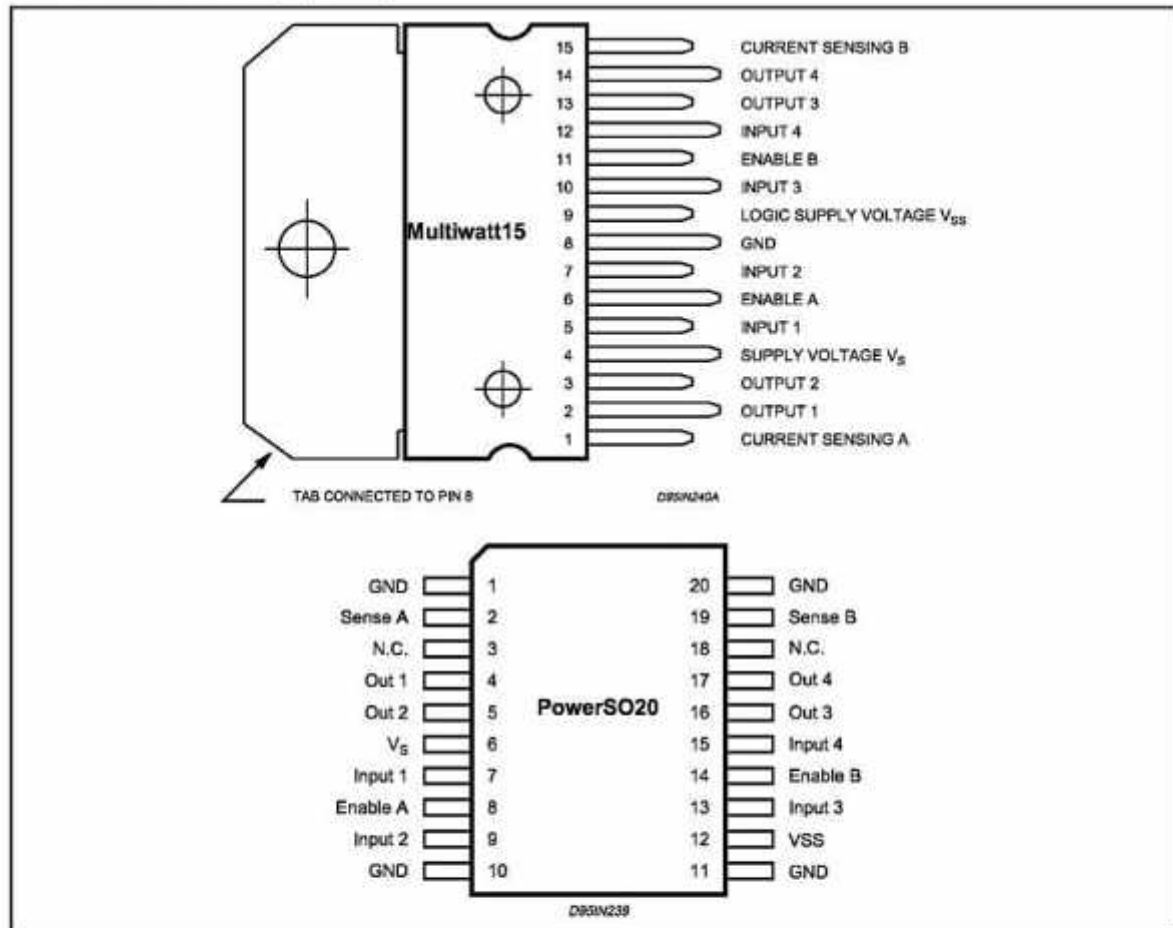 15 CURRENT SENSING B
14 OUTPUT 4
13 OUTPUT 3
12 INPUT 4
11 ENABLE B
10 INPUT 3
9 LOGIC SUPPLY VOLTAGE VSS
Multiwatt15
8 GND
7 INPUT 2
6 ENABLE A
5 INPUT 1
4 SUPPLY VOLTAGE VS
3 OUTPUT 2
2 OUTPUT 1
1 CURRENT SENSING A
TAB CONNECTED TO PIN 8
D95IN240A
GND 1 20 GND
Sense A 2 19 Sense B
N.C. 3 18 N.C.
Out 1 4 17 Out 4
PowerSO20
Out 2 5 16 Out 3
VS 6 15 Input 4
Input 1 7 14 Enable B
Enable A 8 13 Input 3
Input 2 9 12 VSS
GND 10 11 GND
D95IN239